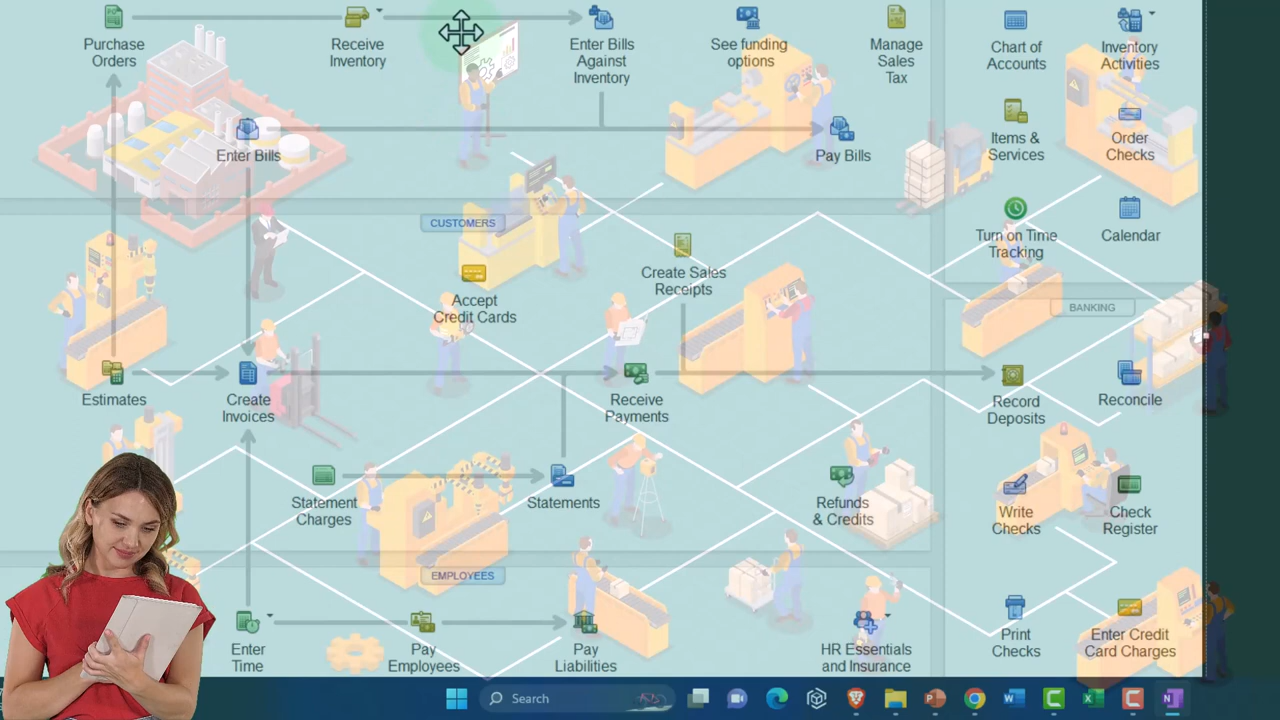 Purchase
Orders
Receive
Inventory
Enter Bills
Against
Inventory
See funding
options
Manage
Sales
Tax
Chart of
Accounts
Inventory
Activities
Enter Bills
Pay Bills
Items &
Services
Order
Checks
CUSTOMERS
Turn on Time
Tracking
Calendar
Accept
Credit Cards
Create Sales
Receipts
BANKING
Estimates
Create
Invoices
Receive
Payments
Record
Deposits
Reconcile
Statement
Charges
Statements
Refunds
& Credits
Write
Checks
Check
Register
EMPLOYEES
Enter
Time
Pay
Employees
Pay
Liabilities
HR Essentials
and Insurance
Print
Checks
Enter Credit
Card Charges
Search